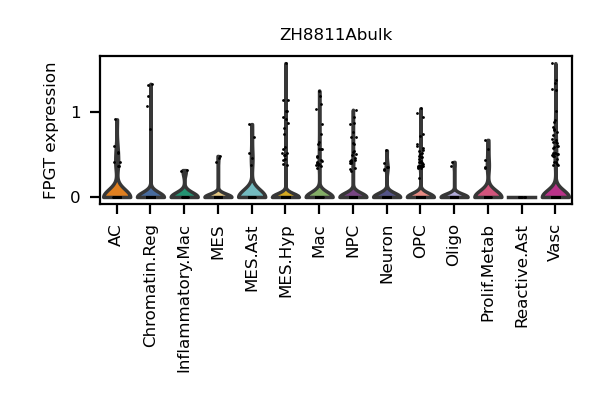 ZH8811Abulk
FPGT expression
1
0
AC
Chromatin.Reg
Inflammatory.Mac
MES
MES.Ast
MES.Hyp
Mac
NPC
Neuron
OPC
Oligo
Prolif.Metab
Reactive.Ast
Vasc